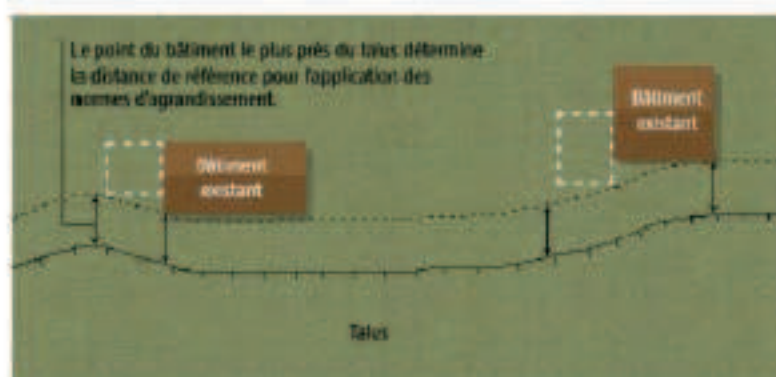 Le point du bâtiment le plus près du talus détermine
la distance de référence pour l'application des
normes d'agrandissement.
Bâtiment
existant
Bâtiment
existant
Talus